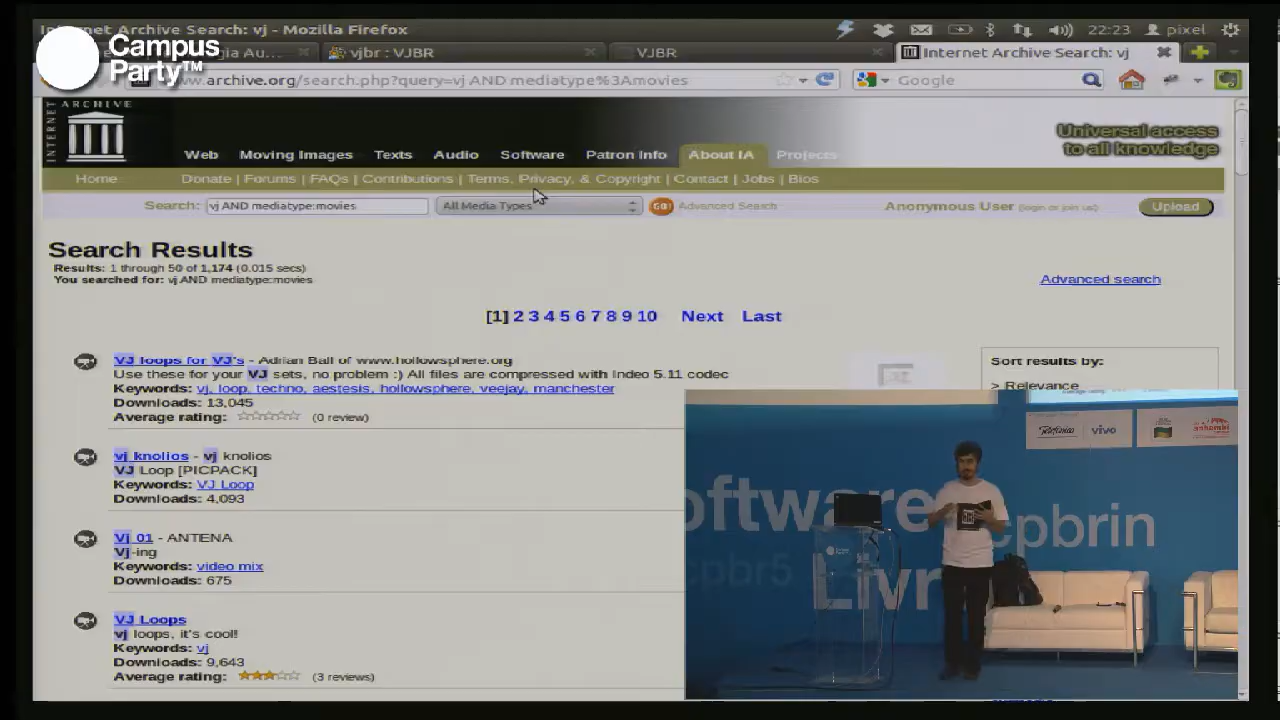 Internet Archive Search: vj - Mozilla Firefox
22:23 pixel
Campus
Party™
vjbr : VJBR
VJBR
Internet Archive Search: vj
.archive.org/search.php?query=vj AND mediatype%3Amovies
Google
INTERNET ARCHIVE
Universal access
to all knowledge
Web Moving Images Texts Audio Software Patron Info About IA Projects
Home Donate | Forums | FAQs | Contributions | Terms, Privacy, & Copyright | Contact | Jobs | Bios
Search: vj AND mediatype:movies All Media Types GO! Advanced Search Anonymous User (login or join us) Upload
Search Results
Results: 1 through 50 of 1,174 (0.015 secs)
You searched for: vj AND mediatype:movies
Advanced search
[1] 2 3 4 5 6 7 8 9 10 Next Last
VJ loops for VJ's - Adrian Ball of www.hollowsphere.org
Use these for your VJ sets, no problem :) All files are compressed with Indeo 5.11 codec
Keywords: vj, loop, techno, aestesis, hollowsphere, veejay, manchester
Downloads: 13,045
Average rating: (0 review)
Sort results by:
> Relevance
vj knolios - vj knolios
VJ Loop [PICPACK]
Keywords: VJ Loop
Downloads: 4,093
Vj 01 - ANTENA
Vj-ing
Keywords: video mix
Downloads: 675
VJ Loops
vj loops, it's cool!
Keywords: vj
Downloads: 9,643
Average rating: (3 reviews)
Telefonica vivo
anhembi
oftware
cpbrin
cpbr5
Livr